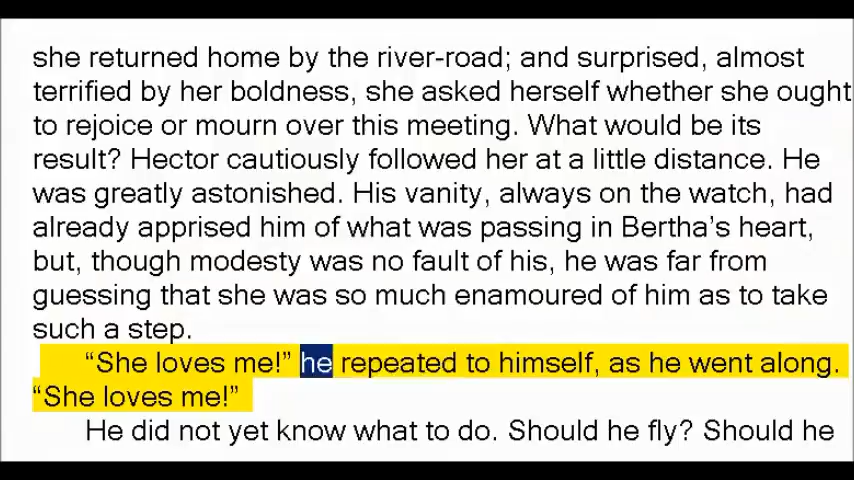 she returned home by the river-road; and surprised, almost
terrified by her boldness, she asked herself whether she ought
to rejoice or mourn over this meeting. What would be its
result? Hector cautiously followed her at a little distance. He
was greatly astonished. His vanity, always on the watch, had
already apprised him of what was passing in Bertha’s heart,
but, though modesty was no fault of his, he was far from
guessing that she was so much enamoured of him as to take
such a step.
“She loves me!” he repeated to himself, as he went along.
“She loves me!”
He did not yet know what to do. Should he fly? Should he